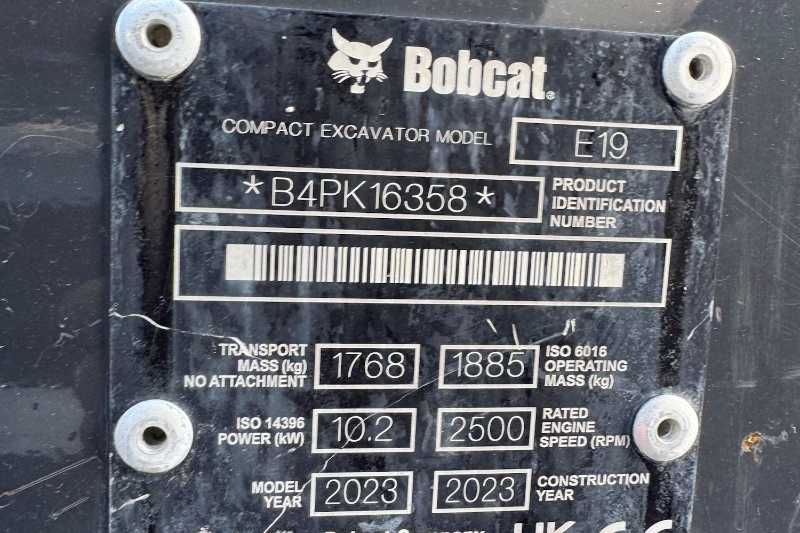 Bobcat®
COMPACT EXCAVATOR MODEL E19
*B4PK16358* PRODUCT IDENTIFICATION NUMBER
TRANSPORT MASS (kg) NO ATTACHMENT 1768 1885 ISO 6016 OPERATING MASS (kg)
ISO 14396 POWER (kW) 10.2 2500 RATED ENGINE SPEED (RPM)
MODEL YEAR 2023 2023 CONSTRUCTION YEAR